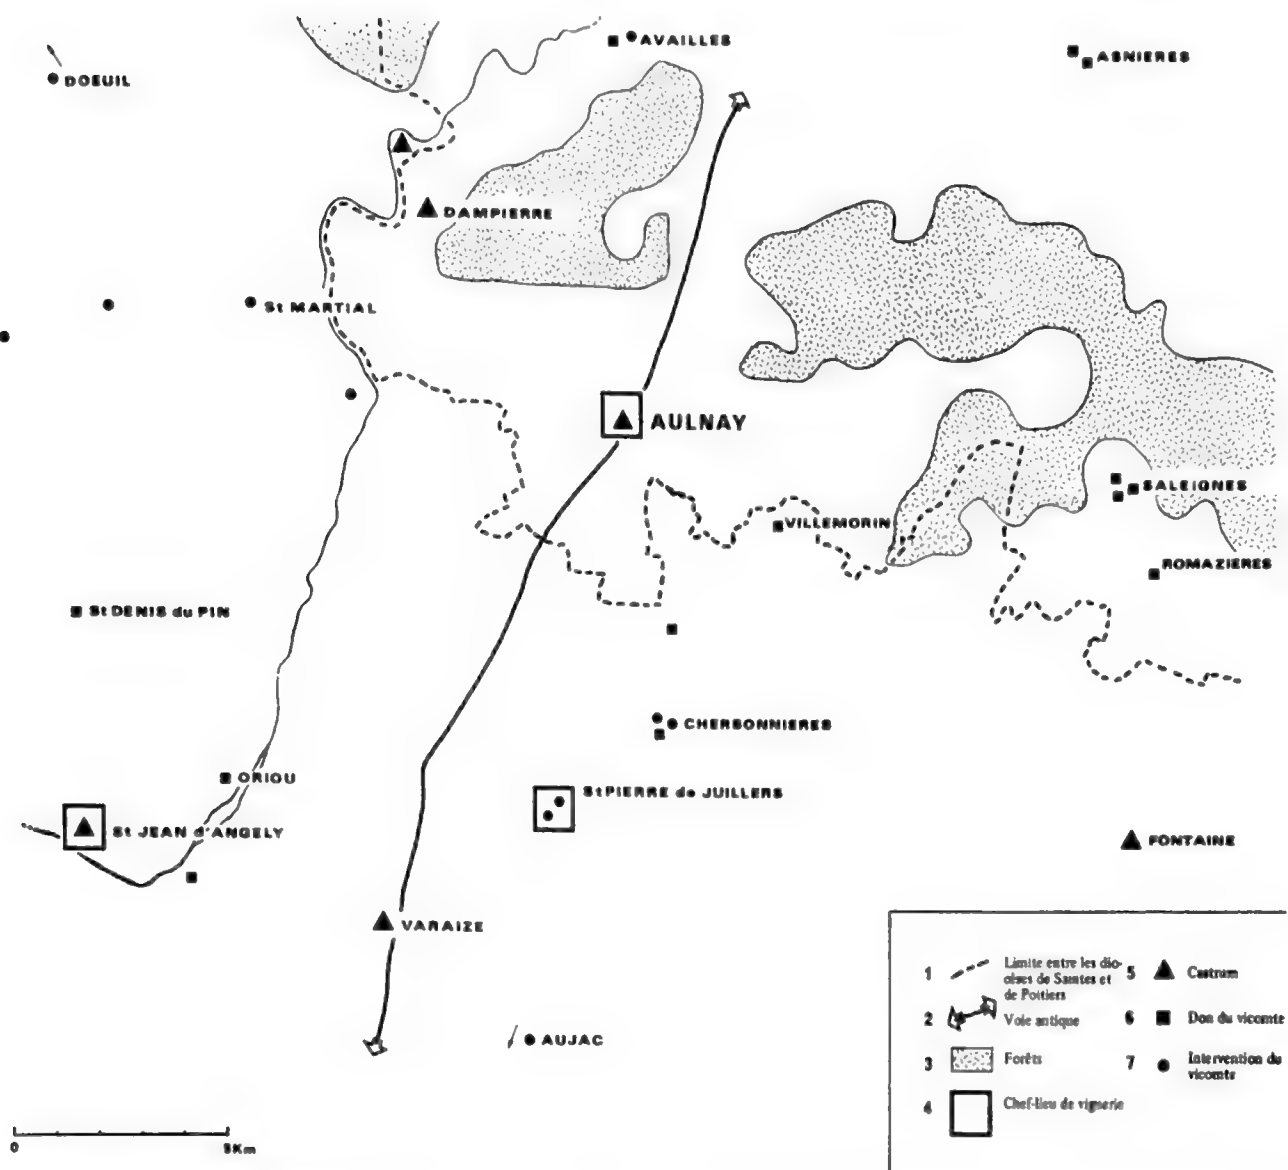 AVAILLES
ASNIERES
DOEUIL
DAMPIERRE
St MARTIAL
AULNAY
SALEIGNES
VILLEMORIN
ROMAZIERES
St DENIS du PIN
CHERBONNIERES
ORIOU
St PIERRE de JUILLERS
St JEAN d'ANGELY
FONTAINE
VARAIZE
AUJAC
1 Limite entre les dio-
cèses de Saintes et
de Poitiers
2 Voie antique
3 Forêts
4 Chef-lieu de viguerie
5 Castrum
6 Don du vicomte
7 Intervention du
vicomte
0 5Km